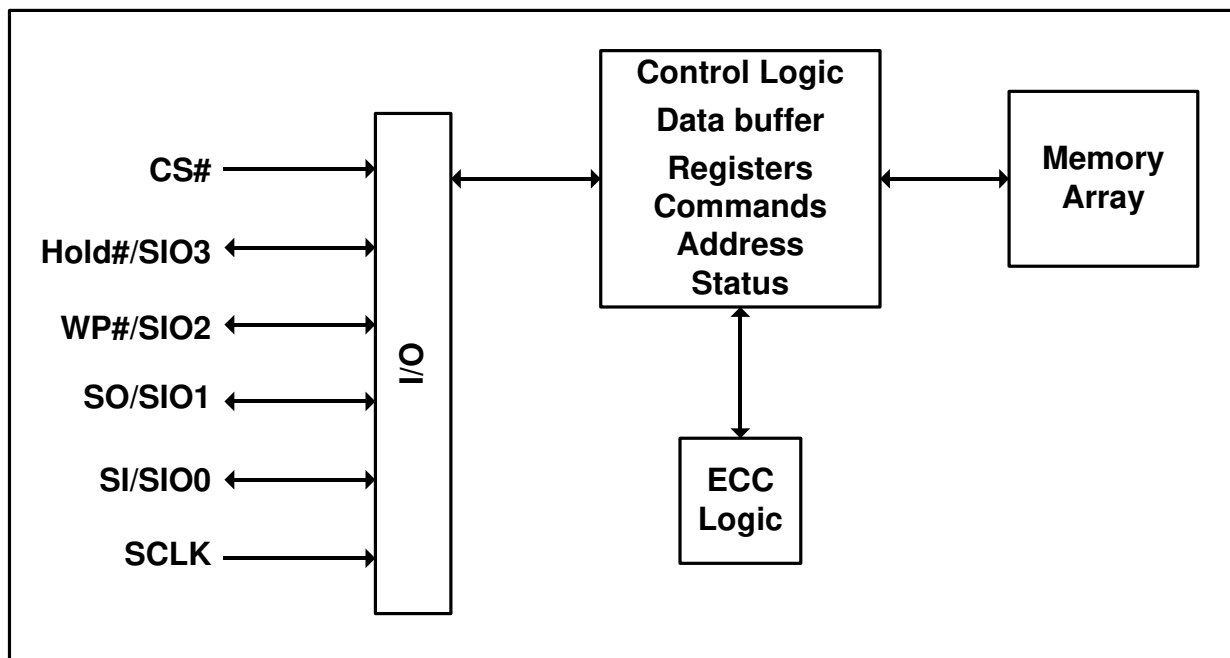 CS#
Hold#/SIO3
WP#/SIO2
SO/SIO1
SI/SIO0
SCLK
I/O
Control Logic
Data buffer
Registers
Commands
Address
Status
ECC
Logic
Memory
Array